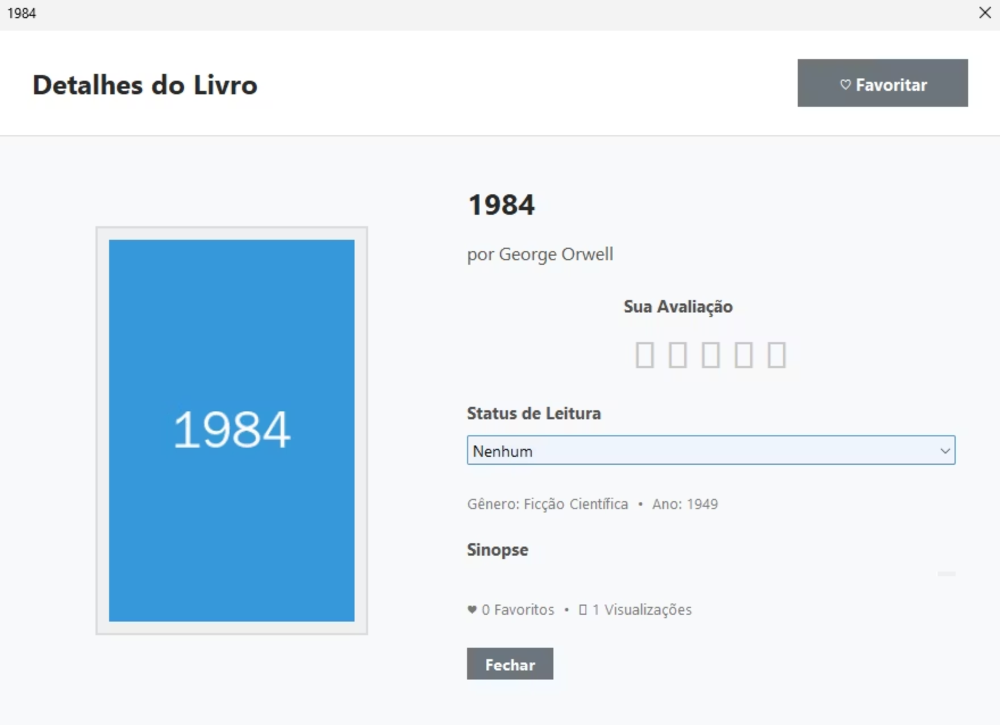 1984
Detalhes do Livro
♡ Favoritar
1984
1984
por George Orwell
Sua Avaliação
Status de Leitura
Nenhum
Gênero: Ficção Científica • Ano: 1949
Sinopse
♥ 0 Favoritos • 1 Visualizações
Fechar